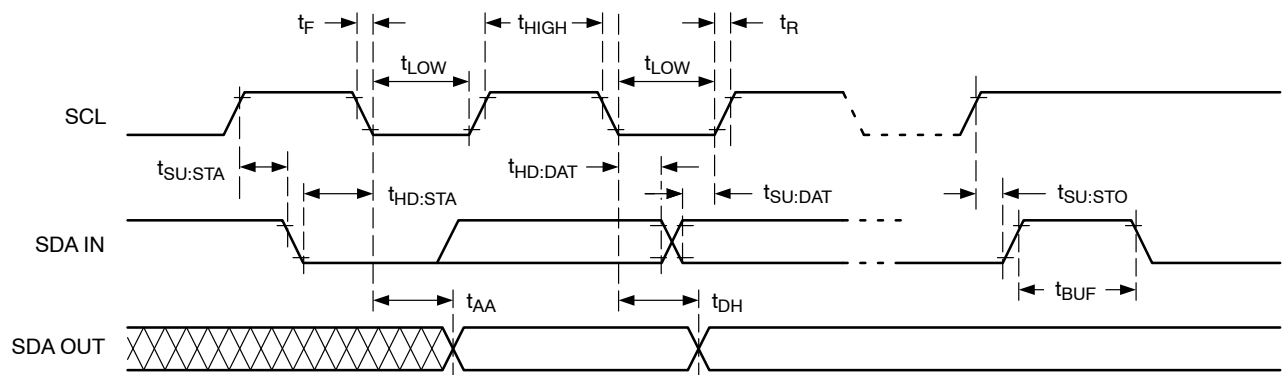 tF
tHIGH
tR
tLOW
tLOW
SCL
tSU:STA
tHD:STA
tHD:DAT
tSU:DAT
tSU:STO
SDA IN
tAA
tDH
tBUF
SDA OUT